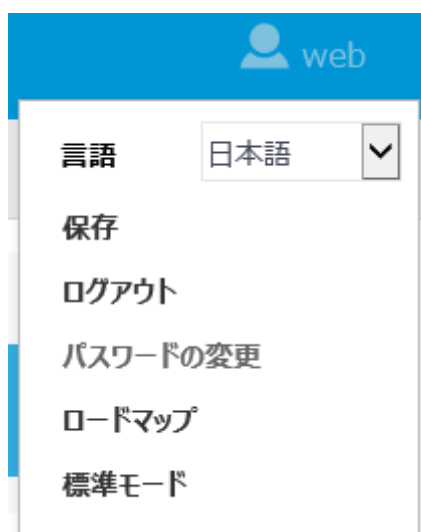 web
言語 日本語
保存
ログアウト
パスワードの変更
ロードマップ
標準モード